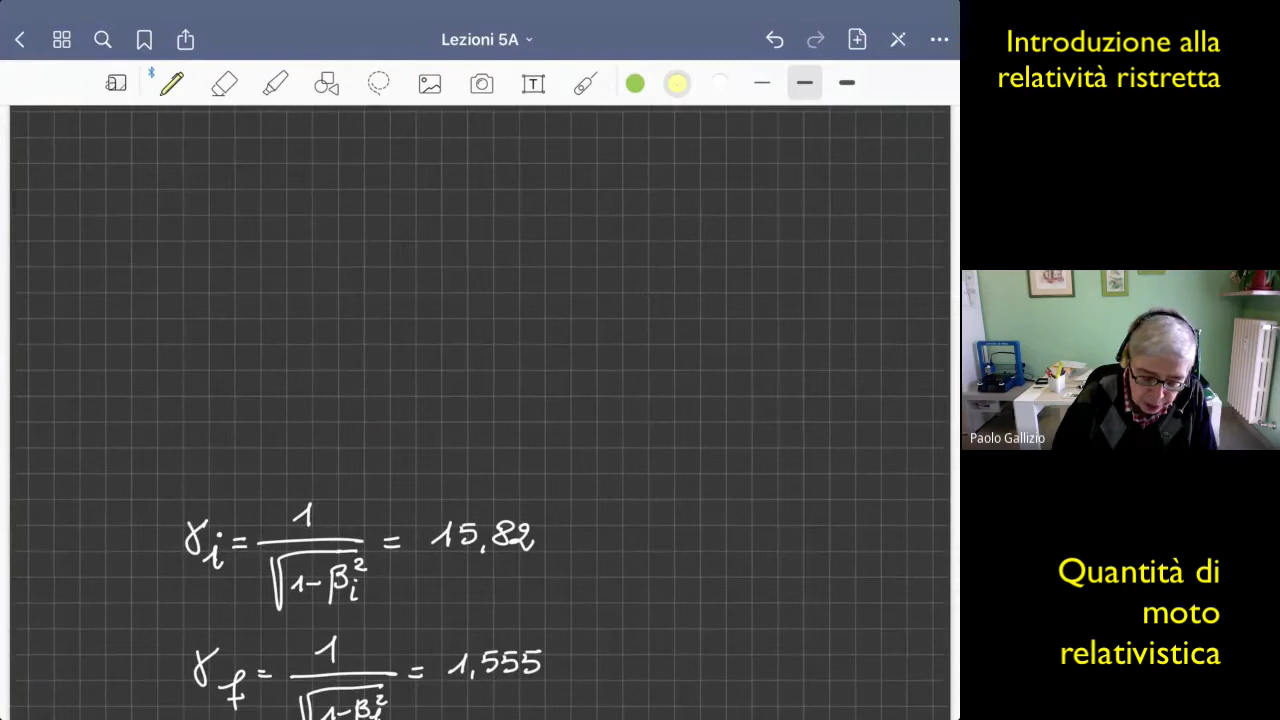 Lezioni 5A
T
Introduzione alla
relatività ristretta
Paolo Gallizio
γi = 1/√(1-βi²) = 15,82
γf = 1/√(1-βf²) = 1,555
Quantità di
moto
relativistica